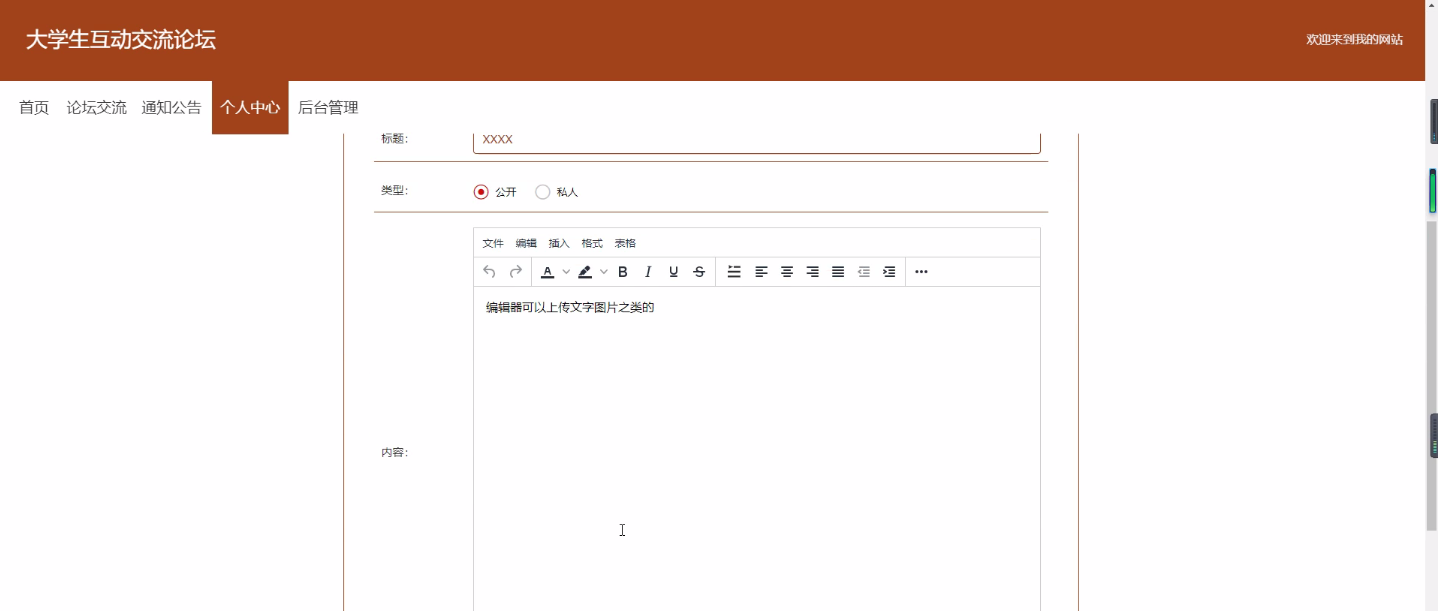 大学生互动交流论坛
欢迎来到我的网站
首页 论坛交流 通知公告 个人中心 后台管理
标题: XXXX
类型: 公开 私人
文件 编辑 插入 格式 表格
编辑器可以上传文字图片之类的
内容: